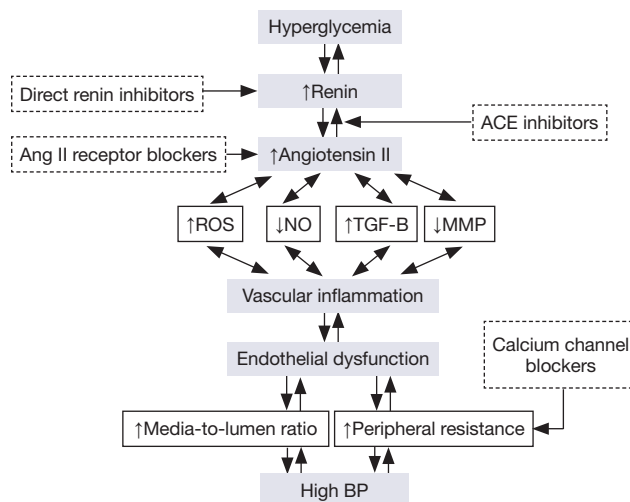 Hyperglycemia
Direct renin inhibitors
↑Renin
ACE inhibitors
Ang II receptor blockers
↑Angiotensin II
↑ROS
↓NO
↑TGF-B
↓MMP
Vascular inflammation
Endothelial dysfunction
Calcium channel
blockers
↑Media-to-lumen ratio
↑Peripheral resistance
High BP